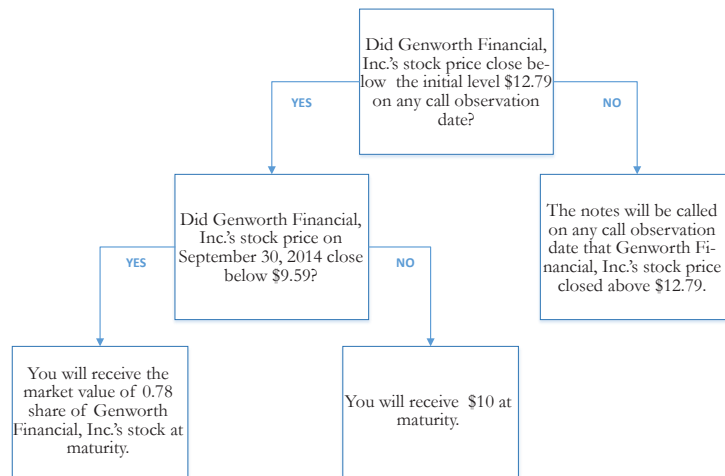 Did Genworth Financial,
Inc.'s stock price close be-
low the initial level $12.79
on any call observation
date?
YES
NO
Did Genworth Financial,
Inc.'s stock price on
September 30, 2014 close
below $9.59?
The notes will be called
on any call observation
date that Genworth Fi-
nancial, Inc.'s stock price
closed above $12.79.
YES
NO
You will receive the
market value of 0.78
share of Genworth
Financial, Inc.'s stock at
maturity.
You will receive $10 at
maturity.